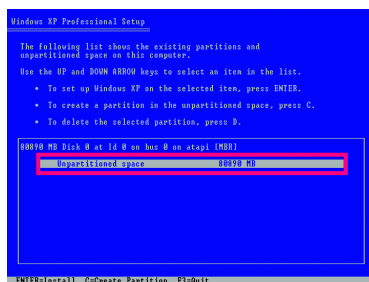 Windows XP Professional Setup
The following list shows the existing partitions and
unpartitioned space on this computer.
Use the UP and DOWN ARROW keys to select an item in the list.
• To set up Windows XP on the selected item, press ENTER.
• To create a partition in the unpartitioned space, press C.
• To delete the selected partition, press D.
80890 MB Disk 0 at Id 0 on bus 0 on atapi [MBR]
Unpartitioned space 80890 MB
ENTER=Install C=Create Partition F3=Quit